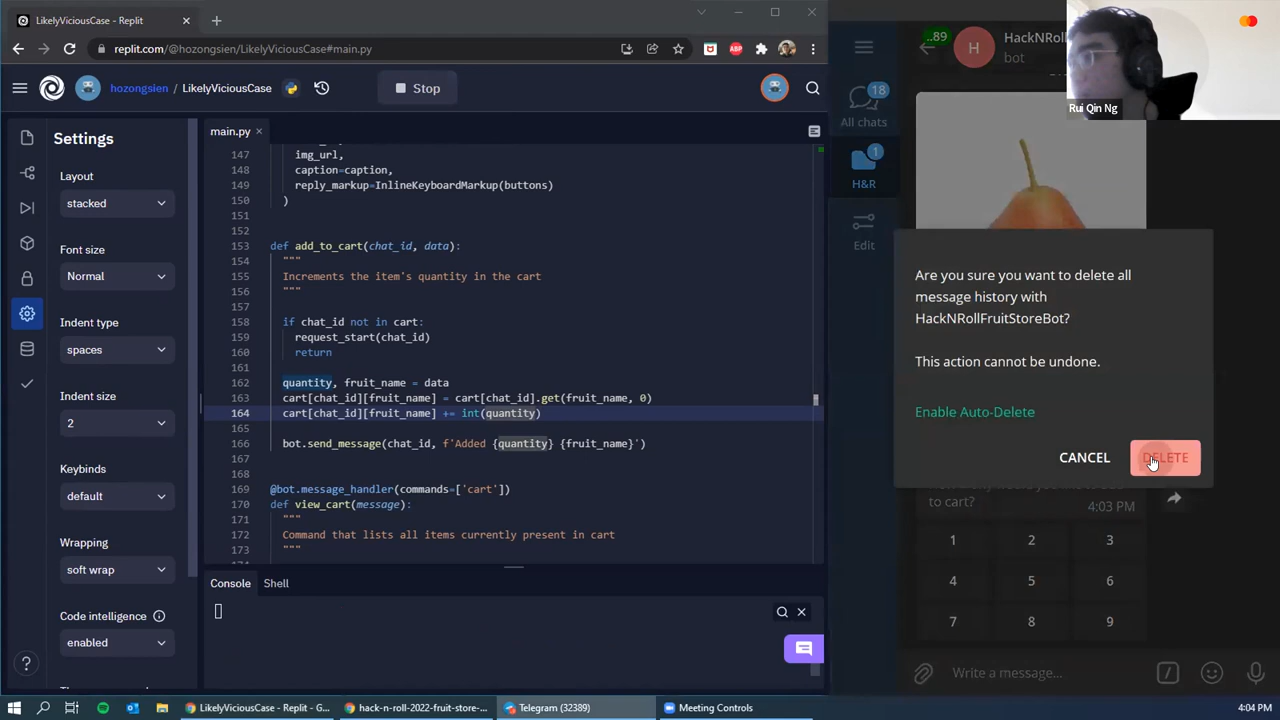 LikelyViciousCase - Replit
replit.com/@hozongsien/LikelyViciousCase#main.py
ABP
hozongsien / LikelyViciousCase
Stop
Settings
Layout
stacked
Font size
Normal
Indent type
spaces
Indent size
2
Keybinds
default
Wrapping
soft wrap
Code intelligence
enabled
main.py
147 img_url,
148 caption=caption,
149 reply_markup=InlineKeyboardMarkup(buttons)
150 )
151
152
153 def add_to_cart(chat_id, data):
154 """
155 Increments the item's quantity in the cart
156 """
157
158 if chat_id not in cart:
159 request_start(chat_id)
160 return
161
162 quantity, fruit_name = data
163 cart[chat_id][fruit_name] = cart[chat_id].get(fruit_name, 0)
164 cart[chat_id][fruit_name] += int(quantity)
165
166 bot.send_message(chat_id, f'Added {quantity} {fruit_name}')
167
168
169 @bot.message_handler(commands=['cart'])
170 def view_cart(message):
171 """
172 Command that lists all items currently present in cart
173 """
Console
Shell
..89
H
HackNRoll
bot
Rui Qin Ng
18
All chats
1
H&R
Edit
Are you sure you want to delete all
message history with
HackNRollFruitStoreBot?
This action cannot be undone.
Enable Auto-Delete
CANCEL
DELETE
to cart?
4:03 PM
1 2 3
4 5 6
7 8 9
Write a message...
LikelyViciousCase - Replit - G...
hack-n-roll-2022-fruit-store-...
Telegram (32389)
Meeting Controls
4:04 PM